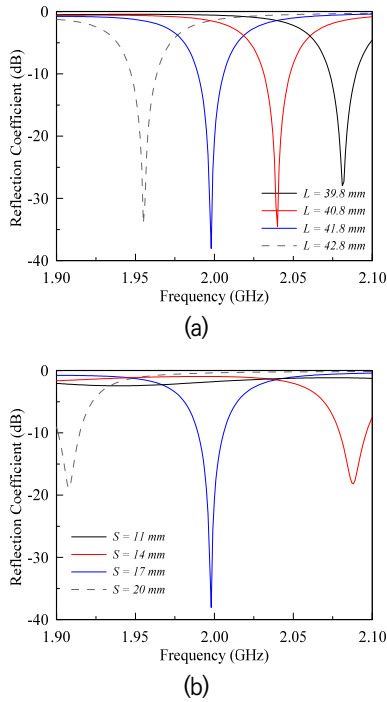 0
-10
-20
-30
-40
Reflection Coefficient (dB)
L = 39.8 mm
L = 40.8 mm
L = 41.8 mm
L = 42.8 mm
1.90 1.95 2.00 2.05 2.10
Frequency (GHz)
(a)
0
-10
-20
-30
-40
Reflection Coefficient (dB)
S = 11 mm
S = 14 mm
S = 17 mm
S = 20 mm
1.90 1.95 2.00 2.05 2.10
Frequency (GHz)
(b)